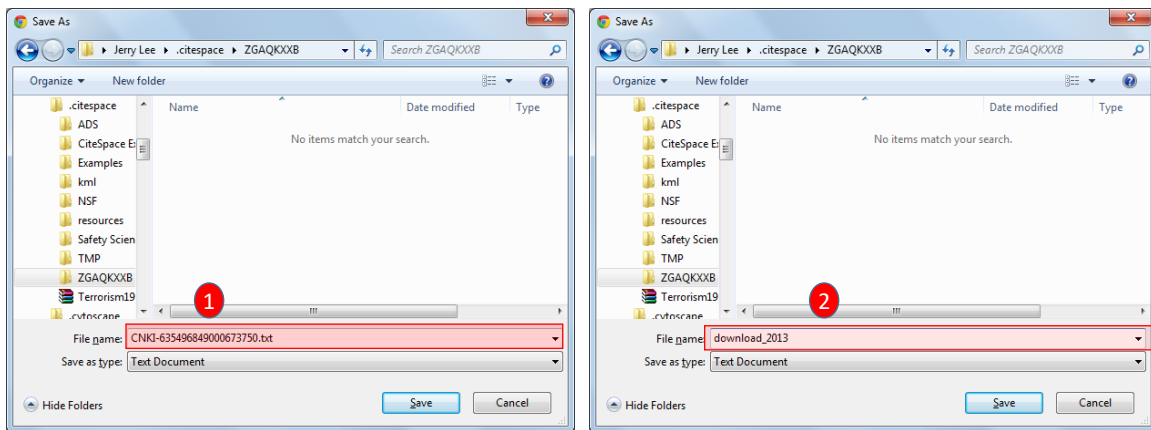 Save As
Jerry Lee ▸ .citespace ▸ ZGAQKXXB
Search ZGAQKXXB
Organize
New folder
Name
Date modified
Type
.citespace
ADS
CiteSpace E
Examples
kml
NSF
resources
Safety Scien
TMP
ZGAQKXXB
Terrorism19
.cytoscape
No items match your search.
1
File name: CNKI-635496849000673750.txt
Save as type: Text Document
Hide Folders
Save
Cancel
Save As
Jerry Lee ▸ .citespace ▸ ZGAQKXXB
Search ZGAQKXXB
Organize
New folder
Name
Date modified
Type
.citespace
ADS
CiteSpace E
Examples
kml
NSF
resources
Safety Scien
TMP
ZGAQKXXB
Terrorism19
.cytoscape
No items match your search.
2
File name: download_2013
Save as type: Text Document
Hide Folders
Save
Cancel